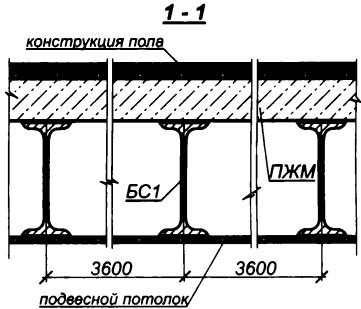 1 - 1
конструкция пола
ПЖМ
БС1
3600 3600
подвесной потолок